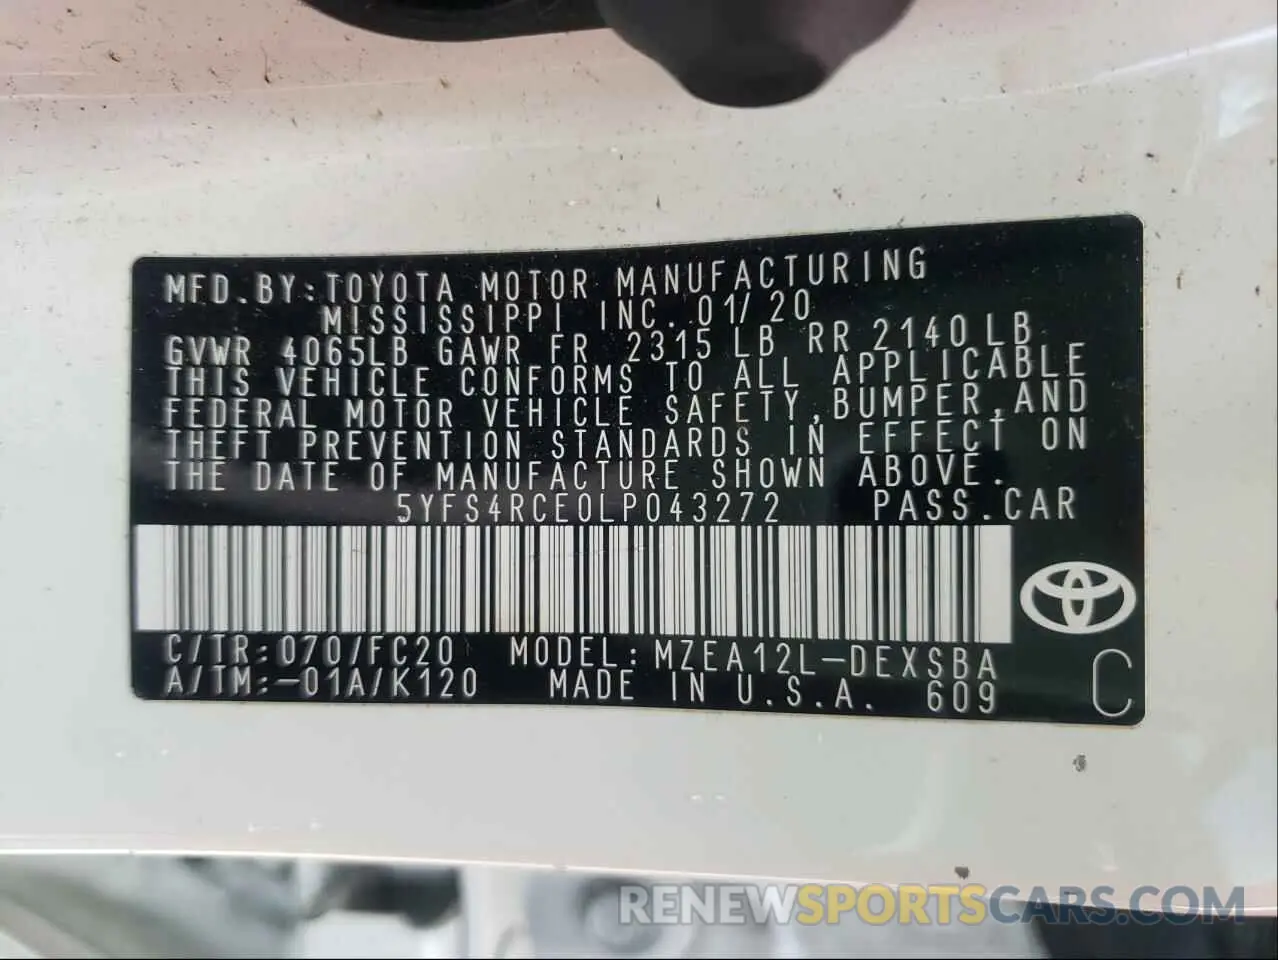 MFD.BY:TOYOTA MOTOR MANUFACTURING
MISSISSIPPI INC. 01/20
GVWR 4065LB GAWR FR 2315 LB RR 2140LB
THIS VEHICLE CONFORMS TO ALL APPLICABLE
FEDERAL MOTOR VEHICLE SAFETY,BUMPER,AND
THEFT PREVENTION STANDARDS IN EFFECT ON
THE DATE OF MANUFACTURE SHOWN ABOVE.
5YFS4RCE0LP043272 PASS.CAR
C/TR:070/FC20 MODEL:MZEA12L-DEXSBA
A/TM:-01A/K120 MADE IN U.S.A. 609
C
RENEWSPORTSCARS.COM